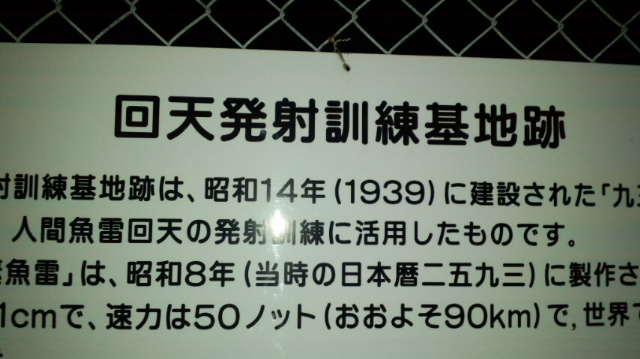 回天発射訓練基地跡
射訓練基地跡は、昭和14年(1939)に建設された「九
人間魚雷回天の発射訓練に活用したものです。
魚雷」は、昭和8年(当時の日本暦二五九三)に製作さ
1cmで、速力は50ノット(おおよそ90km)で,世界で